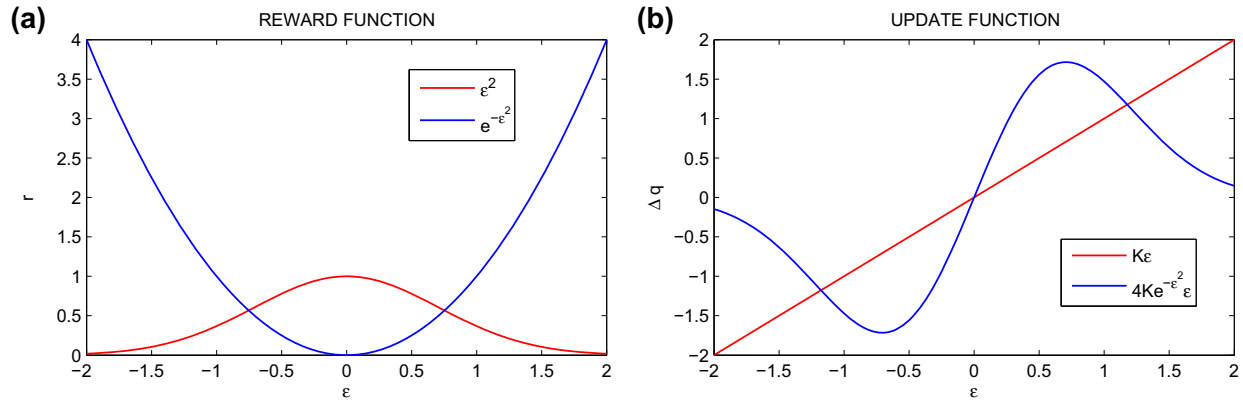 (a)
REWARD FUNCTION
4
3.5
3
2.5
2
1.5
1
0.5
0
r
ε²
e^{−ε²}
−2 −1.5 −1 −0.5 0 0.5 1 1.5 2
ε
(b)
UPDATE FUNCTION
2
1.5
1
0.5
0
−0.5
−1
−1.5
−2
Δ q
Kε
4Ke^{−ε²}ε
−2 −1.5 −1 −0.5 0 0.5 1 1.5 2
ε